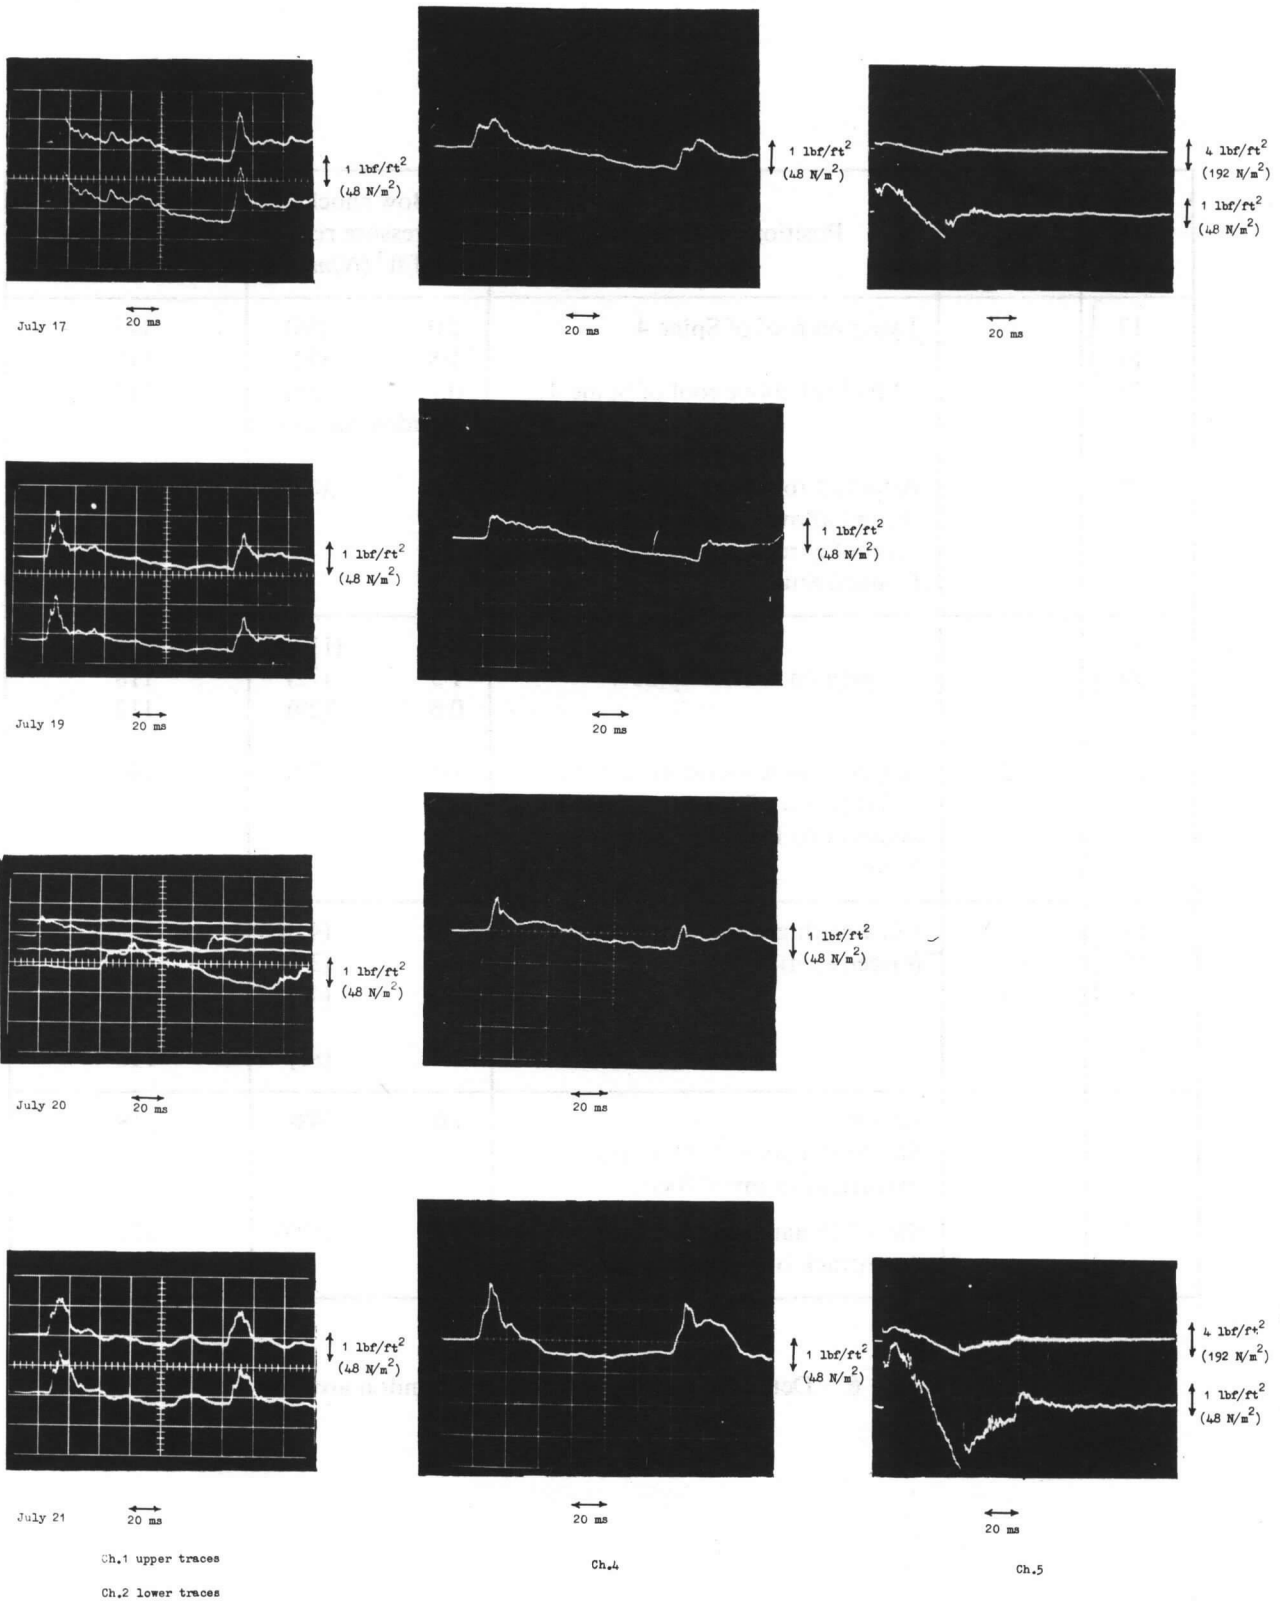 1 lbf/ft²
(48 N/m²)
1 lbf/ft²
(48 N/m²)
4 lbf/ft²
(192 N/m²)
1 lbf/ft²
(48 N/m²)
July 17
20 ms
20 ms
20 ms
1 lbf/ft²
(48 N/m²)
1 lbf/ft²
(48 N/m²)
July 19
20 ms
20 ms
1 lbf/ft²
(48 N/m²)
1 lbf/ft²
(48 N/m²)
July 20
20 ms
20 ms
1 lbf/ft²
(48 N/m²)
1 lbf/ft²
(48 N/m²)
4 lbf/ft²
(192 N/m²)
1 lbf/ft²
(48 N/m²)
July 21
20 ms
20 ms
20 ms
Ch.1 upper traces
Ch.2 lower traces
Ch.4
Ch.5